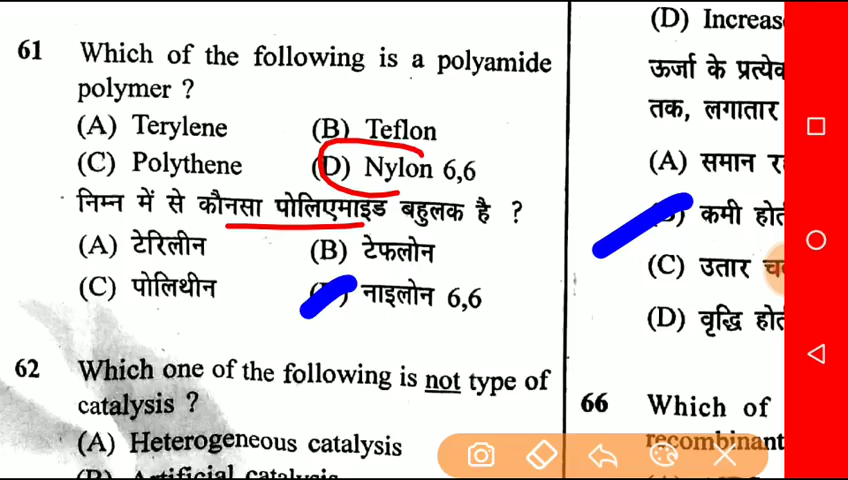 61 Which of the following is a polyamide
polymer ?
(A) Terylene (B) Teflon
(C) Polythene (D) Nylon 6,6
निम्न में से कौनसा पोलिएमाइड बहुलक है ?
(A) टेरिलीन (B) टेफलोन
(C) पोलिथीन नाइलोन 6,6
62 Which one of the following is not type of
catalysis ?
(A) Heterogeneous catalysis
(B) Artificial catalysis
(D) Increas
ऊर्जा के प्रत्येव
तक, लगातार
(A) समान र
कमी होत
(C) उतार च
(D) वृद्धि होत
66 Which of
recombinant